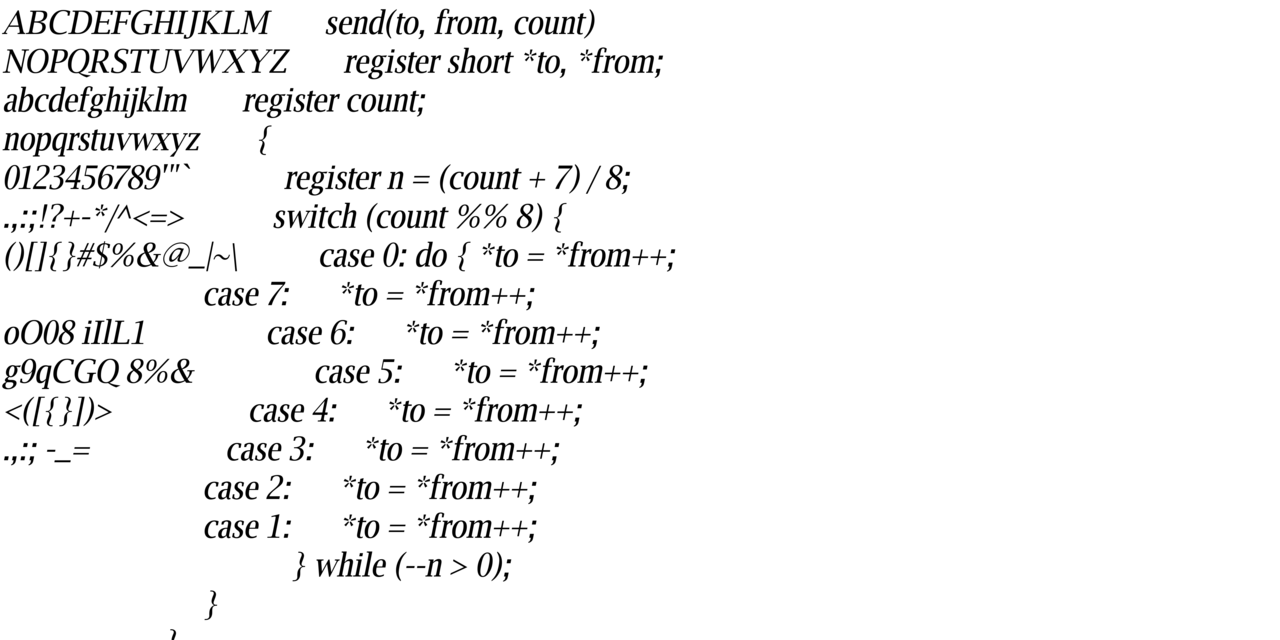 ABCDEFGHIJKLM send(to, from, count)
NOPQRSTUVWXYZ register short *to, *from;
abcdefghijklm register count;
nopqrstuvwxyz {
0123456789'"` register n = (count + 7) / 8;
.,:;!?+-*/^<=> switch (count %% 8) {
()[]{}#$%&@_|~\ case 0: do { *to = *from++;
case 7: *to = *from++;
oO08 iIlL1 case 6: *to = *from++;
g9qCGQ 8%& case 5: *to = *from++;
<([{}])> case 4: *to = *from++;
.,:; -_= case 3: *to = *from++;
case 2: *to = *from++;
case 1: *to = *from++;
} while (--n > 0);
}
}